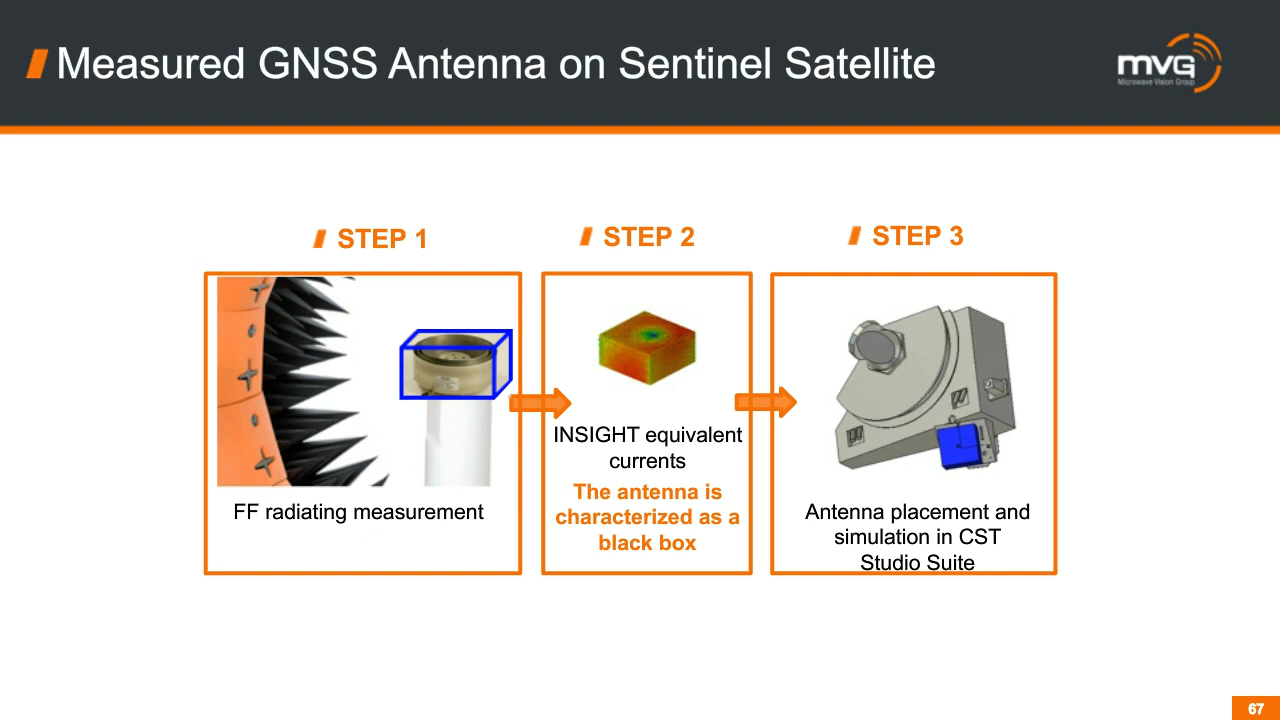 Measured GNSS Antenna on Sentinel Satellite
mvg
Microwave Vision Group
STEP 1
STEP 2
STEP 3
FF radiating measurement
INSIGHT equivalent
currents
The antenna is
characterized as a
black box
Antenna placement and
simulation in CST
Studio Suite
67